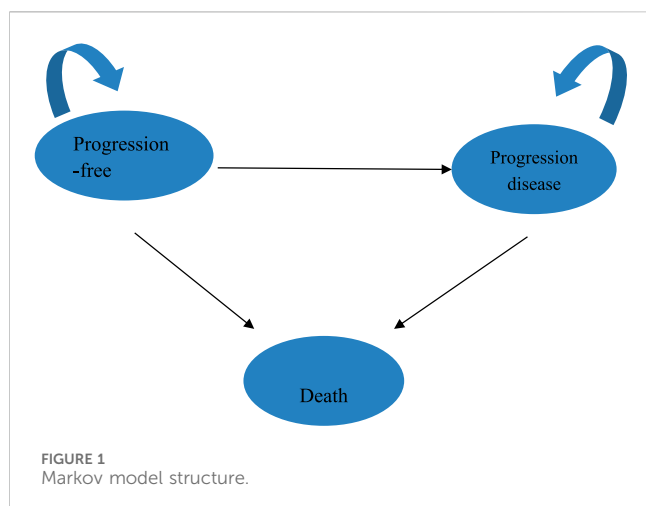 Progression
-free
Progression
disease
Death
FIGURE 1
Markov model structure.